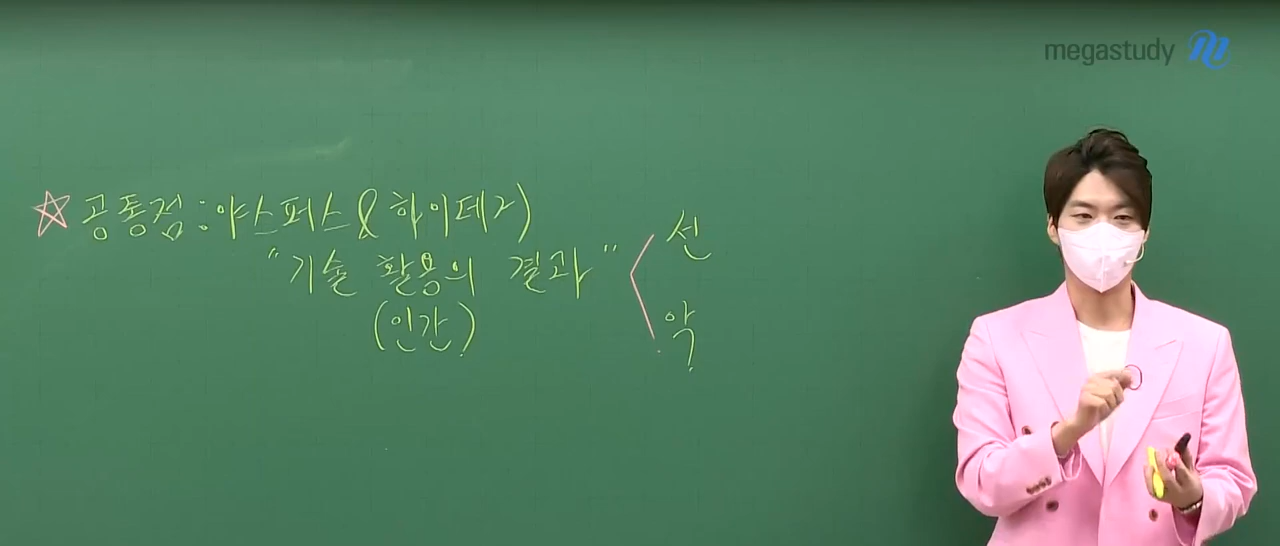 megastudy
☆ 공통점 : 야스퍼스 & 하이데거)
"기술 활용의 결과" < 선
(인간) 악